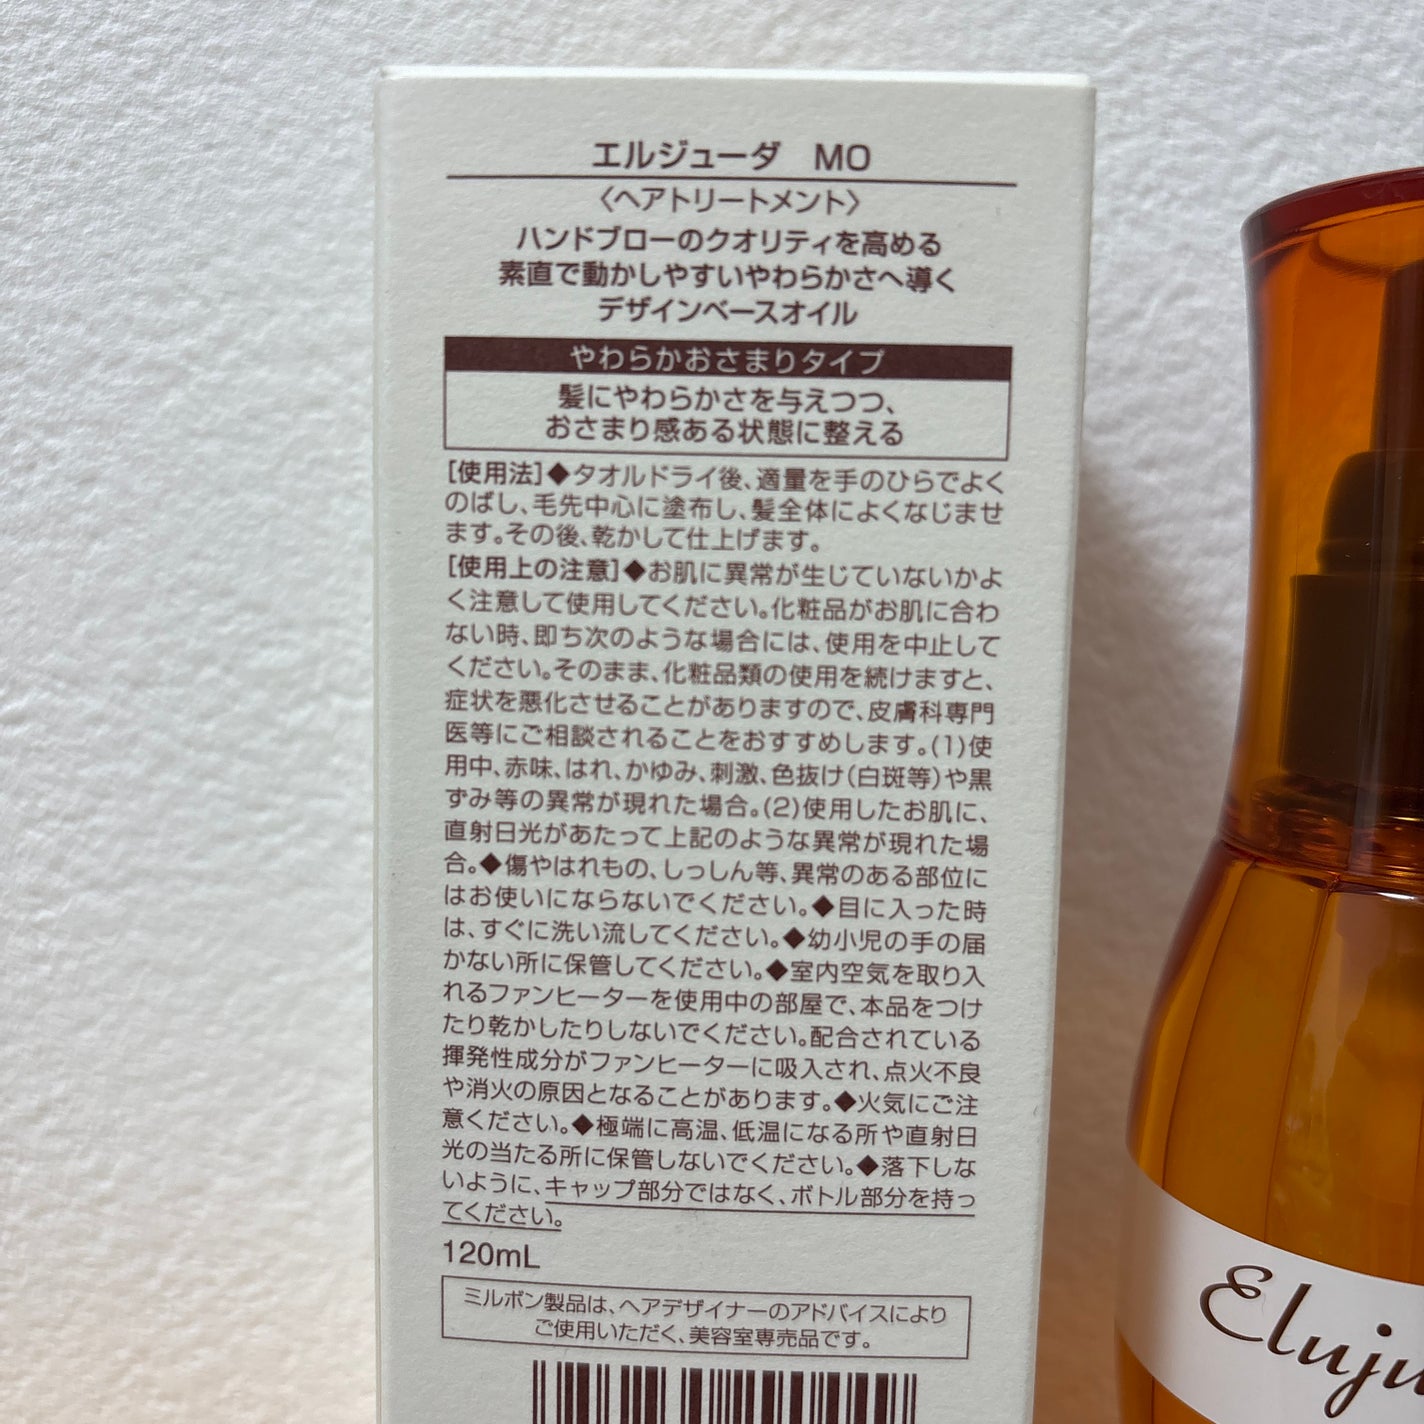 エルジューダ　MO
〈ヘアトリートメント〉
ハンドブローのクオリティを高める
素直で動かしやすいやわらかさへ導く
デザインベースオイル
やわらかおさまりタイプ
髪にやわらかさを与えつつ、
おさまり感ある状態に整える
[使用法]◆タオルドライ後、適量を手のひらでよく
のばし、毛先中心に塗布し、髪全体によくなじませ
ます。その後、乾かして仕上げます。
[使用上の注意]◆お肌に異常が生じていないかよ
く注意して使用してください。化粧品がお肌に合わ
ない時、即ち次のような場合には、使用を中止して
ください。そのまま、化粧品類の使用を続けますと、
症状を悪化させることがありますので、皮膚科専門
医等にご相談されることをおすすめします。(1)使
用中、赤味、はれ、かゆみ、刺激、色抜け(白斑等)や黒
ずみ等の異常が現れた場合。(2)使用したお肌に、
直射日光があたって上記のような異常が現れた場
合。◆傷やはれもの、しっしん等、異常のある部位に
はお使いにならないでください。◆目に入った時
は、すぐに洗い流してください。◆幼小児の手の届
かない所に保管してください。◆室内空気を取り入
れるファンヒーターを使用中の部屋で、本品をつけ
たり乾かしたりしないでください。配合されている
揮発性成分がファンヒーターに吸入され、点火不良
や消火の原因となることがあります。◆火気にご注
意ください。◆極端に高温、低温になる所や直射日
光の当たる所に保管しないでください。◆落下しな
いように、キャップ部分ではなく、ボトル部分を持っ
てください。
120mL
ミルボン製品は、ヘアデザイナーのアドバイスにより
ご使用いただく、美容室専売品です。
Eluju